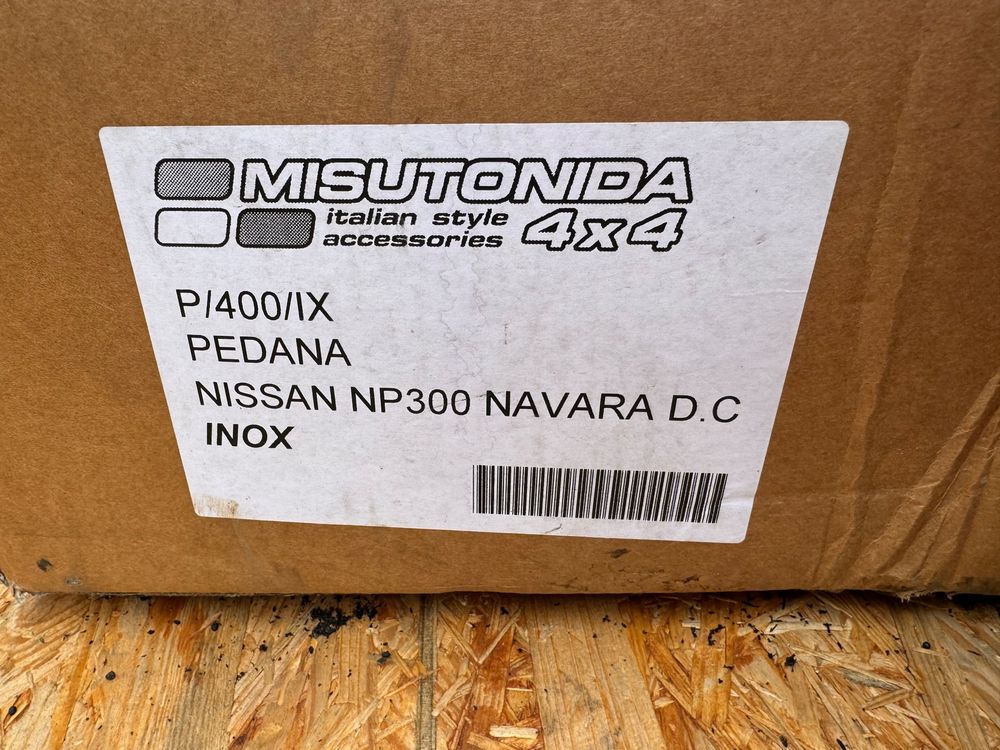 MISUTONIDA
italian style
accessories 4x4
P/400/IX
PEDANA
NISSAN NP300 NAVARA D.C
INOX